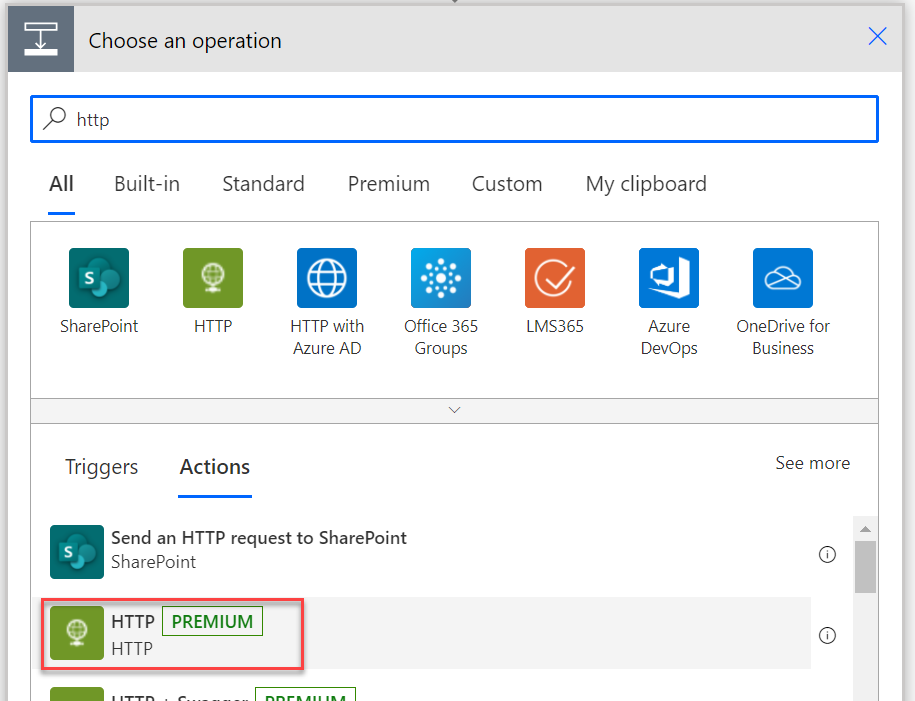 Choose an operation
http
All Built-in Standard Premium Custom My clipboard
SharePoint HTTP HTTP with Azure AD Office 365 Groups LMS365 Azure DevOps OneDrive for Business
Triggers Actions See more
Send an HTTP request to SharePoint
SharePoint
HTTP PREMIUM
HTTP
HTTP + Swagger PREMIUM